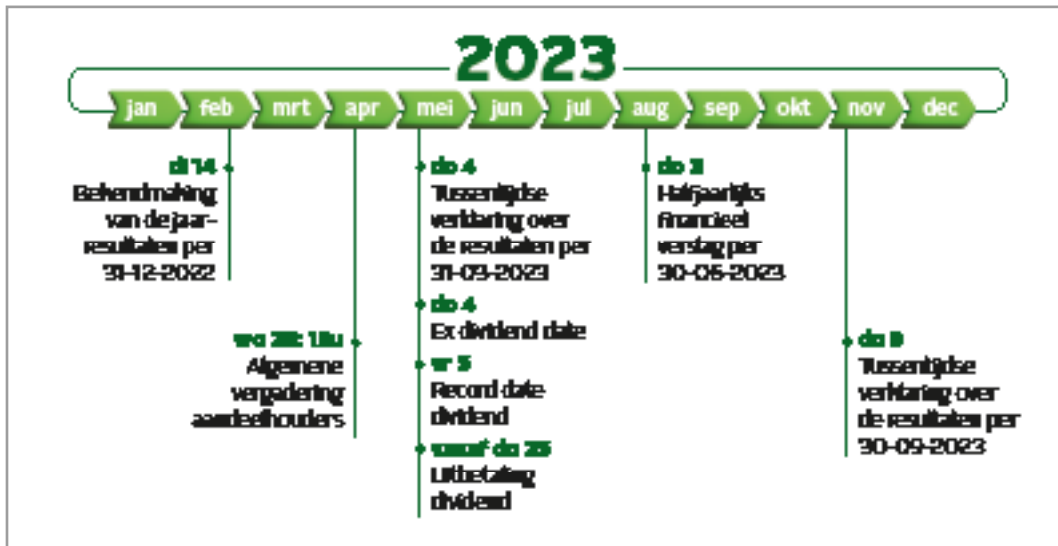 2023
jan feb mrt apr mei jun jul aug sep okt nov dec
di 14
Bekendmaking
van de jaar-
resultaten per
31-12-2022
Algemene
vergadering
aandeelhouders
do 4
Tussentijdse
verklaring over
de resultaten per
31-03-2023
do 4
Ex dividend date
vr 5
Record date
dividend
vanaf do 25
Uitbetaling
dividend
do 3
Halfjaarlijks
financieel
verslag per
30-06-2023
do 9
Tussentijdse
verklaring over
de resultaten per
30-09-2023